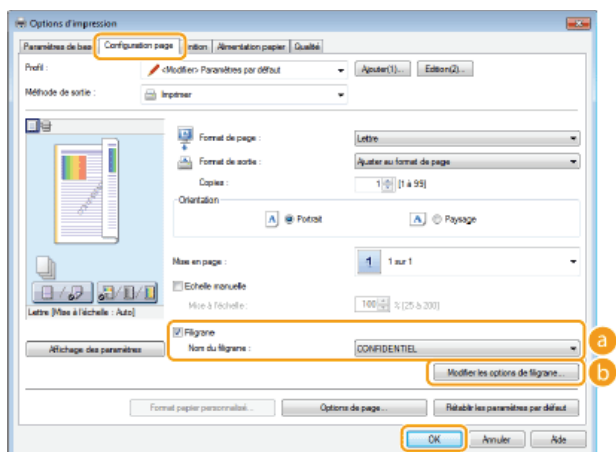 Options d'impression
Paramètres de base Configuration page nition Alimentation papier Qualité
Profil : <Modifier> Paramètres par défaut Ajouter(1)... Edition(2)...
Méthode de sortie : Imprimer
Format de page : Lettre
Format de sortie : Ajuster au format de page
Copies : 1 [1 à 99]
Orientation
A Portrait A Paysage
Mise en page : 1 1 sur 1
Echelle manuelle
Mise à l'échelle : 100 % [25 à 200]
Lettre [Mise à l'échelle : Auto]
Filigrane
Nom du filigrane : CONFIDENTIEL a
Affichage des paramètres
Modifier les options de filigrane... b
Format papier personnalisé... Options de page... Rétablir les paramètres par défaut
OK Annuler Aide